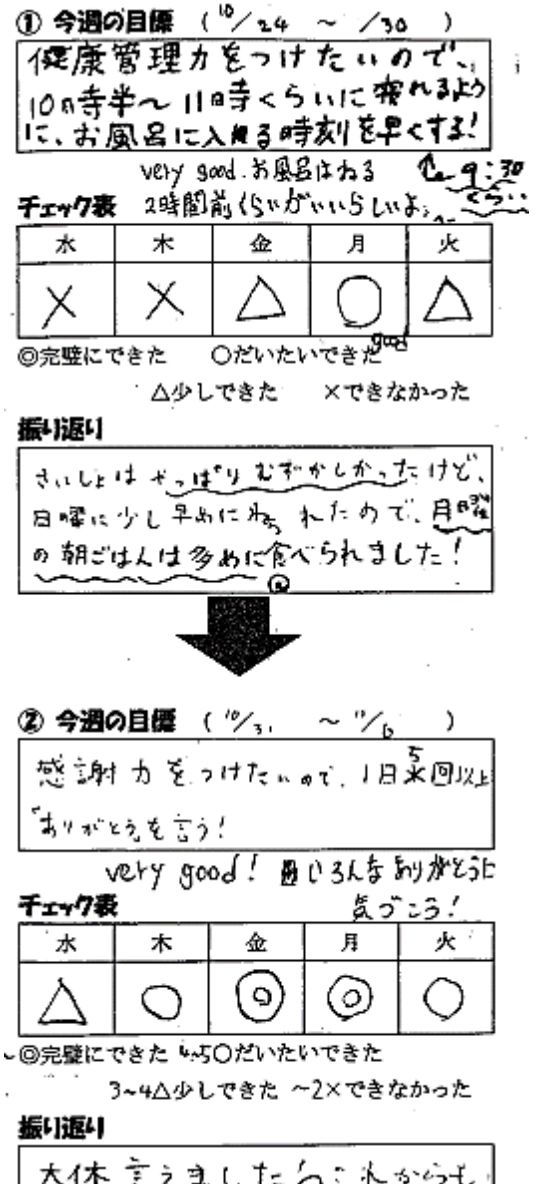 ① 今週の目標 (10/24 ~ /30 )
健康管理力をつけたいので、
10時半~11時くらいに寝れるよう
に、お風呂に入る時刻を早くする!
very good. お風呂はねる
9:30
くらい
チェック表 2時間前くらいがいいらしいよ。
水 木 金 月 火
× × △ ○ △
good
◎完璧にできた ○だいたいできた
△少しできた ×できなかった
振り返り
さいしょはやっぱりむずかしかったけど、
日曜に少し早めにねられたので、月曜
の朝ごはんは多めに食べられました!
② 今週の目標 (10/31 ~ 11/6 )
感謝力をつけたいので、1日5回以上
「ありがとう」を言う!
very good! いろんなありがとうに
気づこう!
チェック表
水 木 金 月 火
△ ○ ◎ ◎ ○
◎完璧にできた 4~5○だいたいできた
3~4△少しできた ~2×できなかった
振り返り
大体言えました